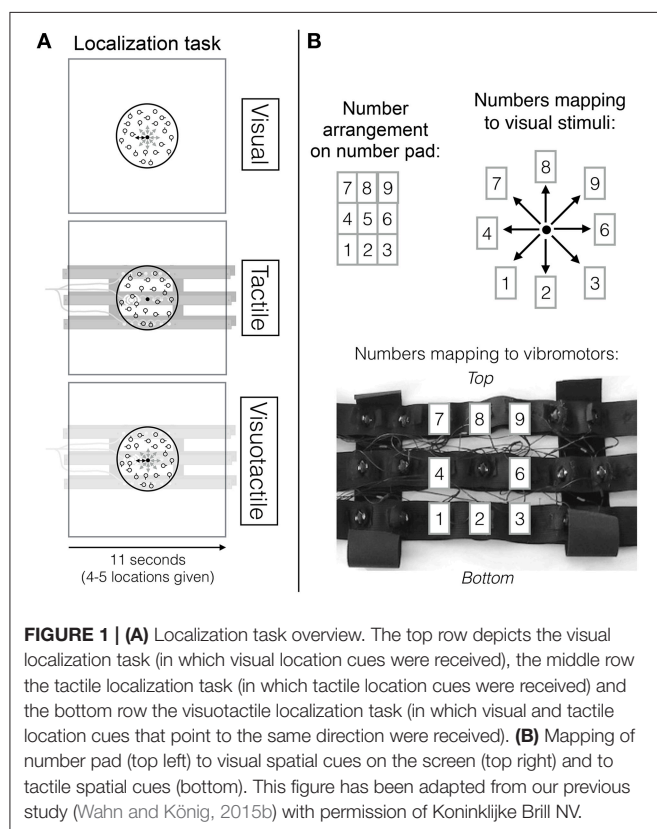 A
Localization task
Visual
Tactile
Visuotactile
11 seconds
(4-5 locations given)
B
Number
arrangement
on number pad:
7 8 9
4 5 6
1 2 3
Numbers mapping
to visual stimuli:
8
7 9
4 6
1 3
2
Numbers mapping to vibromotors:
Top
7 8 9
4 6
1 2 3
Bottom
FIGURE 1 | (A) Localization task overview. The top row depicts the visual
localization task (in which visual location cues were received), the middle row
the tactile localization task (in which tactile location cues were received) and
the bottom row the visuotactile localization task (in which visual and tactile
location cues that point to the same direction were received). (B) Mapping of
number pad (top left) to visual spatial cues on the screen (top right) and to
tactile spatial cues (bottom). This figure has been adapted from our previous
study (Wahn and König, 2015b) with permission of Koninklijke Brill NV.